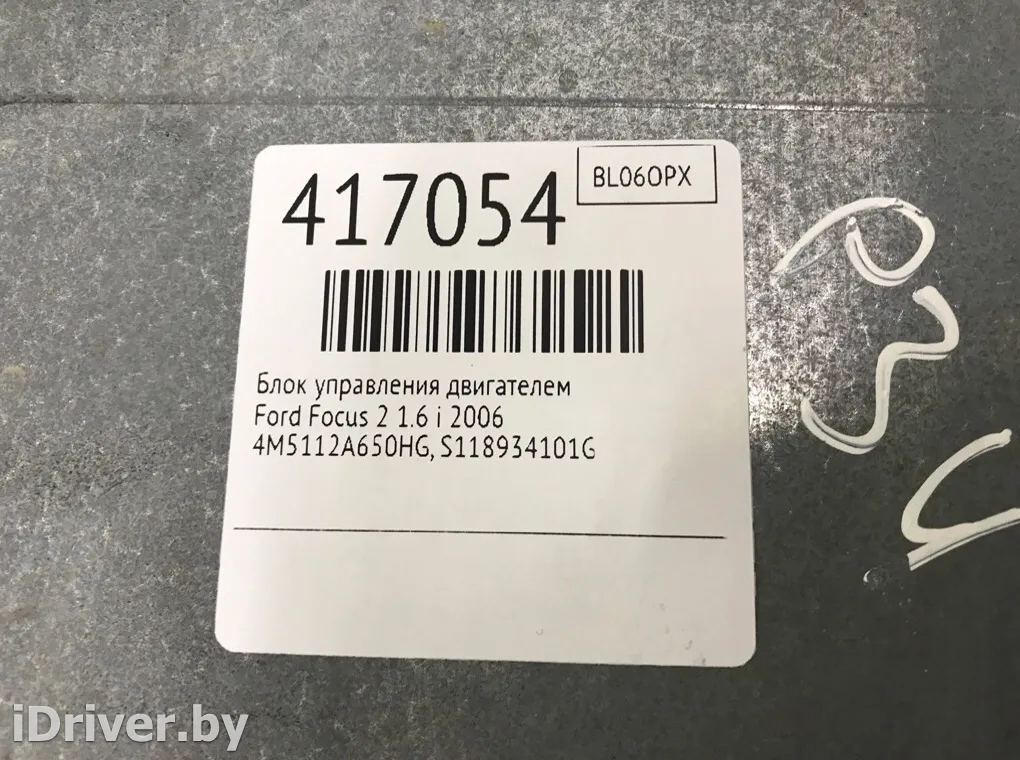 417054
BL06OPX
Блок управления двигателем
Ford Focus 2 1.6 i 2006
4M5112A650HG, S118934101G
iDriver.by